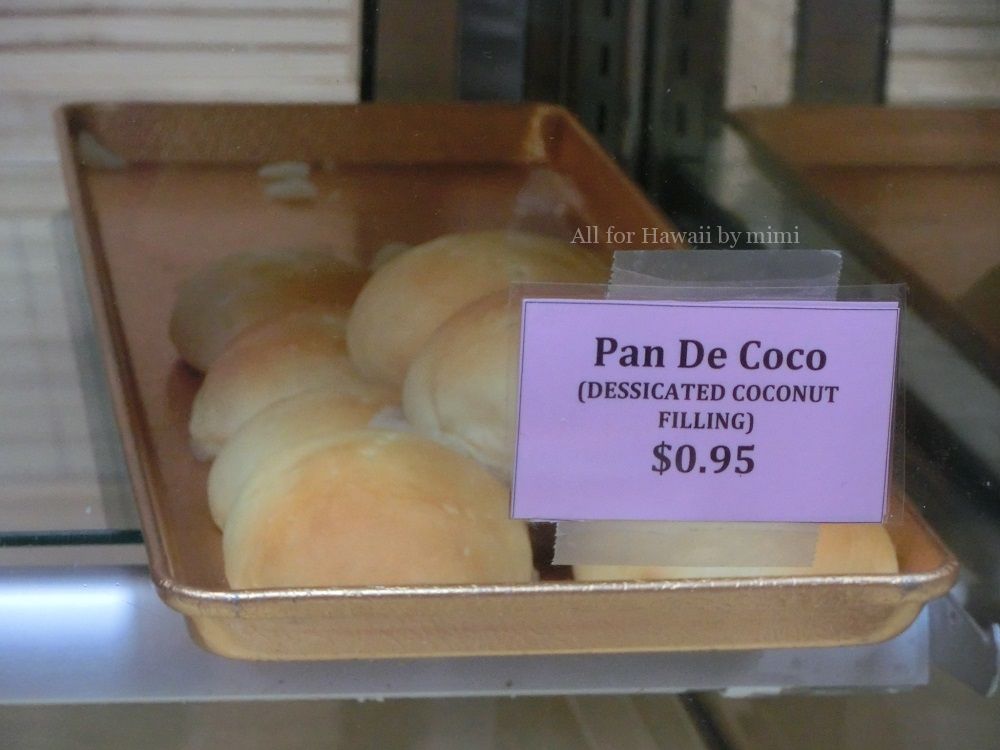 All for Hawaii by mimi
Pan De Coco
(DESSICATED COCONUT
FILLING)
$0.95